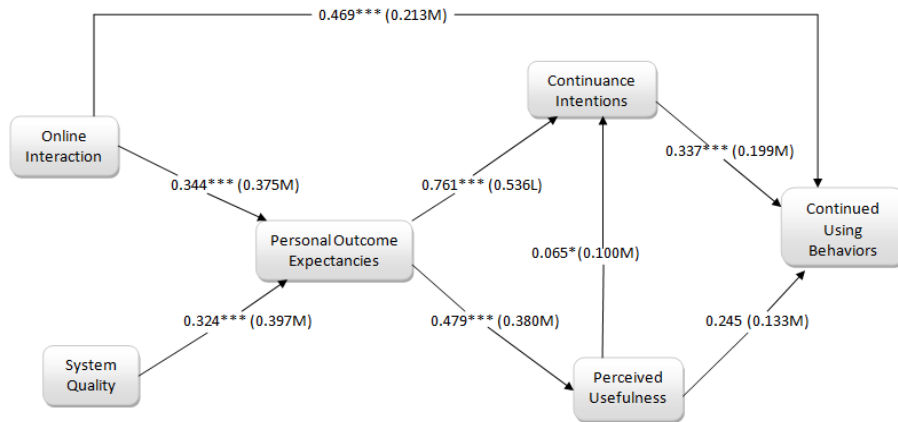 0.469*** (0.213M)
Continuance
Intentions
Online
Interaction
0.337*** (0.199M)
0.344*** (0.375M)
0.761*** (0.536L)
Continued
Using
Behaviors
Personal Outcome
Expectancies
0.065* (0.100M)
0.324*** (0.397M)
0.479*** (0.380M)
0.245 (0.133M)
System
Quality
Perceived
Usefulness